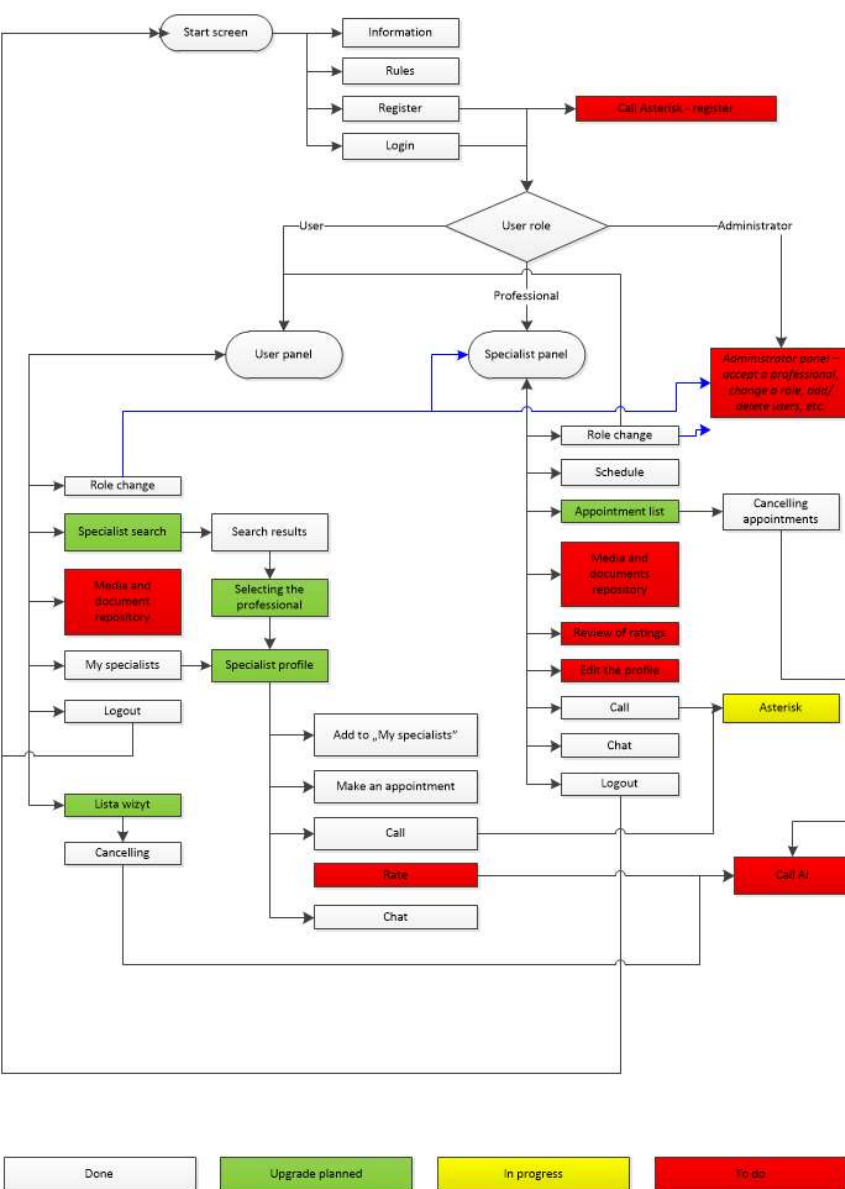 Start screen
Information
Rules
Register
Login
Call Asterisk - register
User role
User
Administrator
Professional
User panel
Specialist panel
Administrator panel –
accept a professional,
change a role, add/
delete users, etc.
Role change
Role change
Schedule
Specialist search
Search results
Appointment list
Cancelling
appointments
Media and
document
repository
Selecting the
professional
Media and
documents
repository
Review of ratings
My specialists
Specialist profile
Edit the profile
Logout
Call
Asterisk
Add to „My specialists”
Chat
Make an appointment
Logout
Lista wizyt
Call
Cancelling
Rate
Call AI
Chat
Done
Upgrade planned
In progress
To do